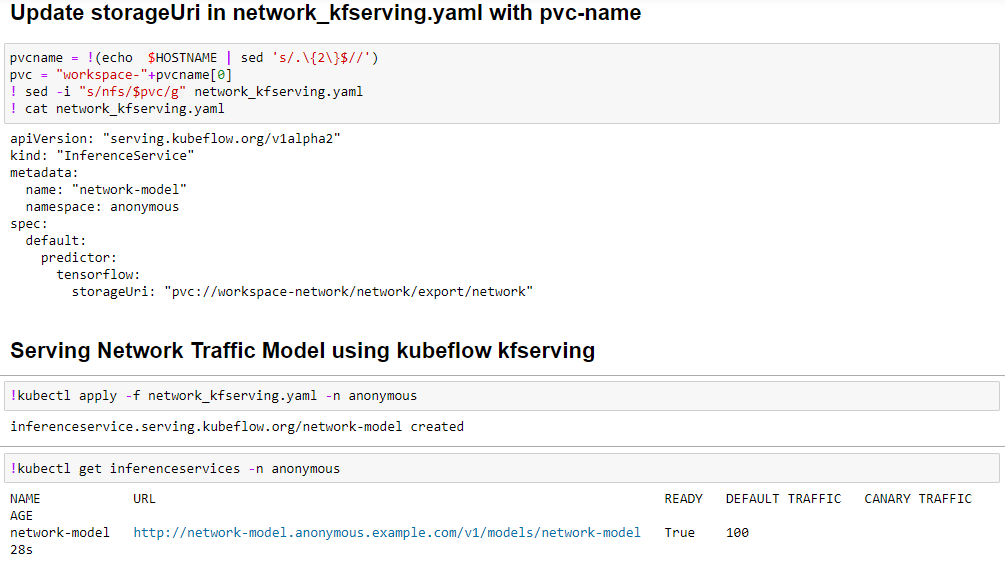 Update storageUri in network_kfserving.yaml with pvc-name
pvcname = !(echo  $HOSTNAME | sed 's/.\{2\}$//')
pvc = "workspace-"+pvcname[0]
! sed -i "s/nfs/$pvc/g" network_kfserving.yaml
! cat network_kfserving.yaml
apiVersion: "serving.kubeflow.org/v1alpha2"
kind: "InferenceService"
metadata:
  name: "network-model"
  namespace: anonymous
spec:
  default:
    predictor:
      tensorflow:
        storageUri: "pvc://workspace-network/network/export/network"
Serving Network Traffic Model using kubeflow kfserving
!kubectl apply -f network_kfserving.yaml -n anonymous
inferenceservice.serving.kubeflow.org/network-model created
!kubectl get inferenceservices -n anonymous
NAME            URL                                                                  READY   DEFAULT TRAFFIC   CANARY TRAFFIC
AGE
network-model   http://network-model.anonymous.example.com/v1/models/network-model   True    100
28s